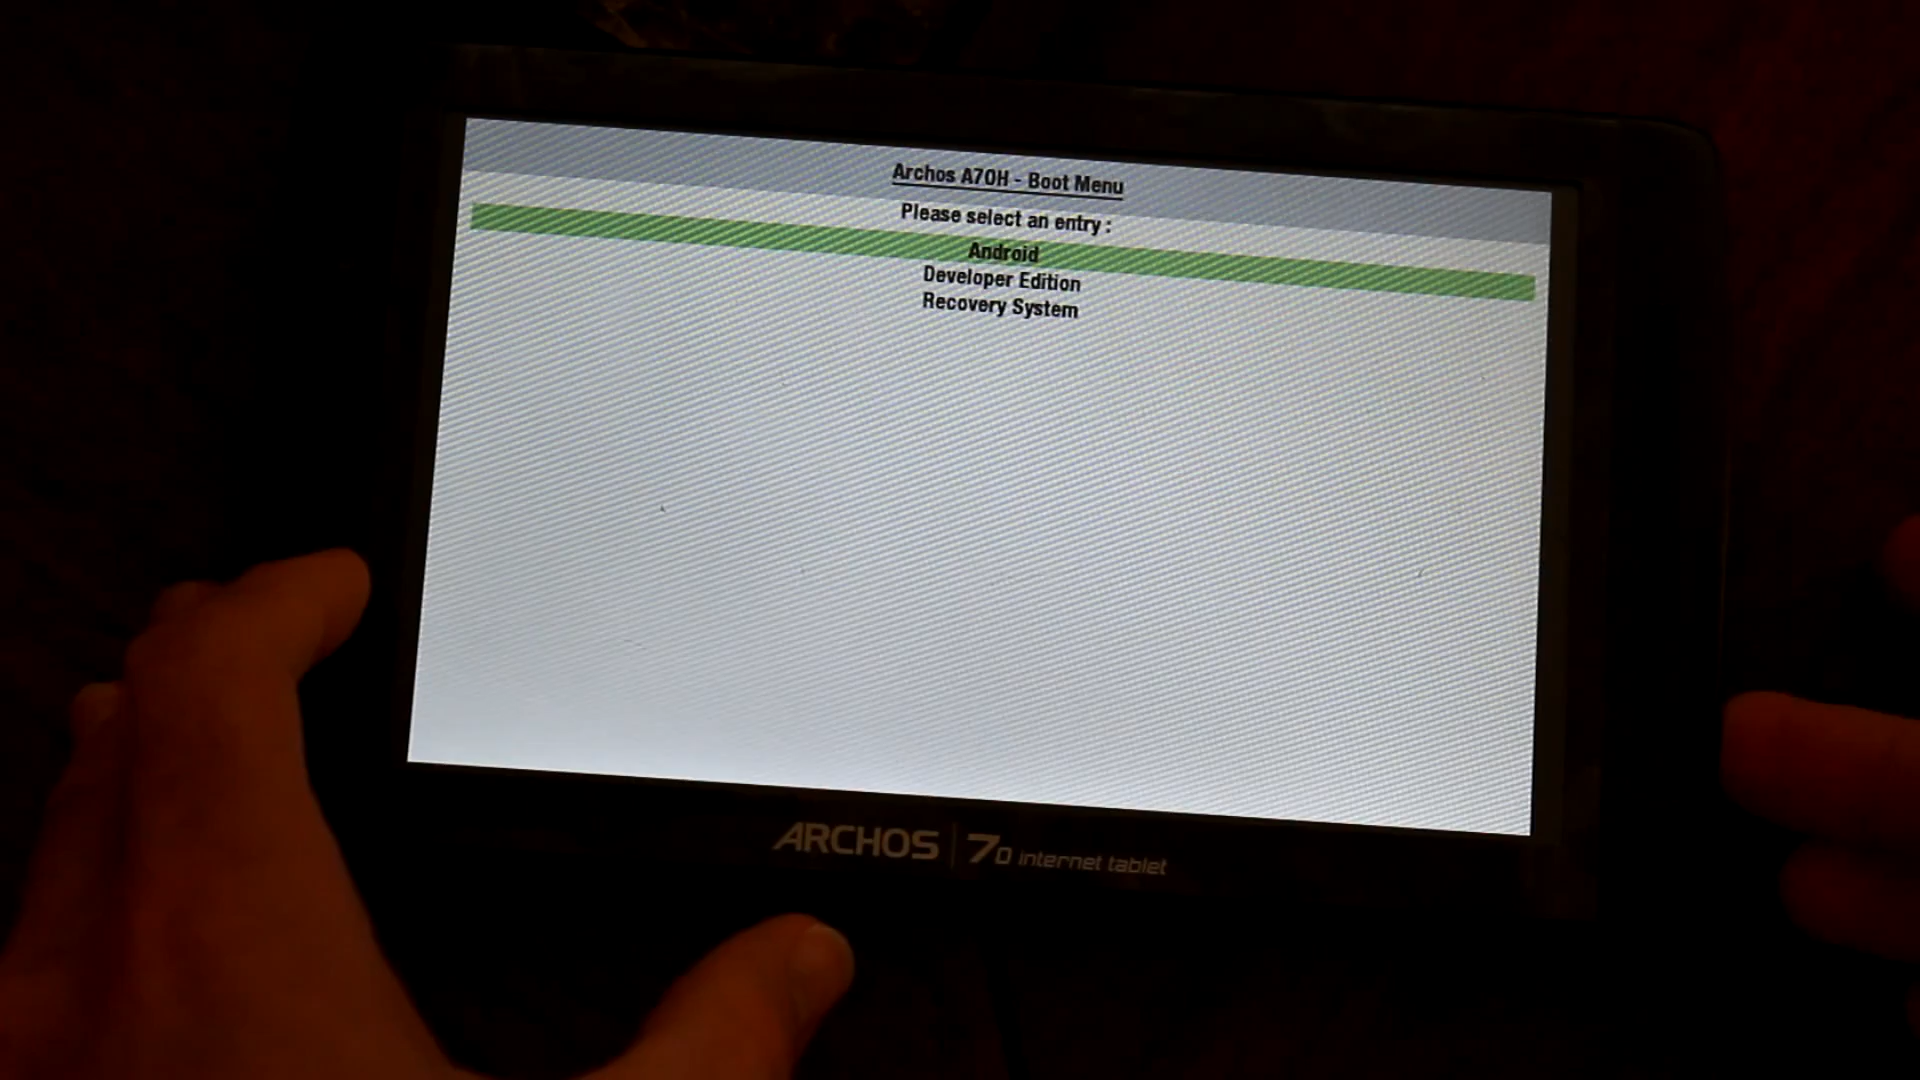 Archos A70H - Boot Menu
Please select an entry :
Android
Developer Edition
Recovery System
ARCHOS | 70 internet tablet